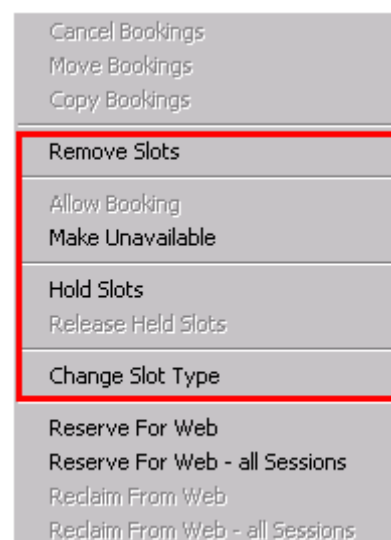 Cancel Bookings
Move Bookings
Copy Bookings
Remove Slots
Allow Booking
Make Unavailable
Hold Slots
Release Held Slots
Change Slot Type
Reserve For Web
Reserve For Web - all Sessions
Reclaim From Web
Reclaim From Web - all Sessions